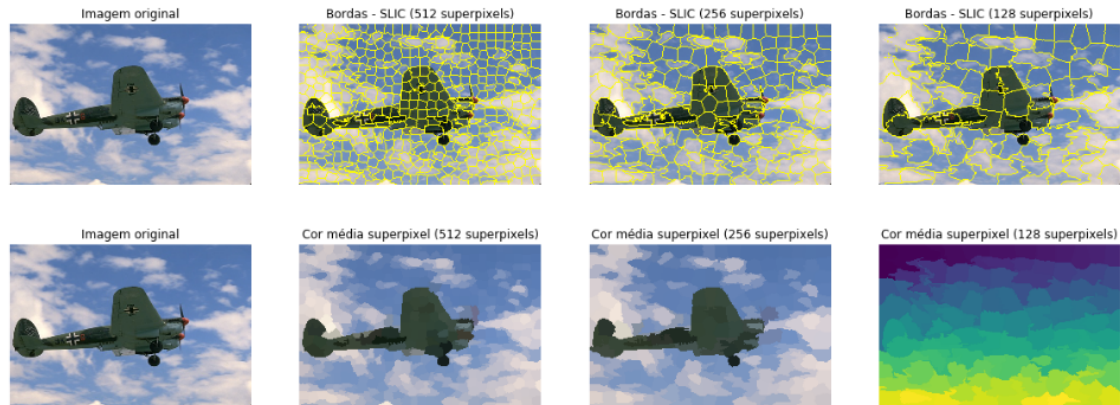 Imagem original
Bordas - SLIC (512 superpixels)
Bordas - SLIC (256 superpixels)
Bordas - SLIC (128 superpixels)
Imagem original
Cor média superpixel (512 superpixels)
Cor média superpixel (256 superpixels)
Cor média superpixel (128 superpixels)